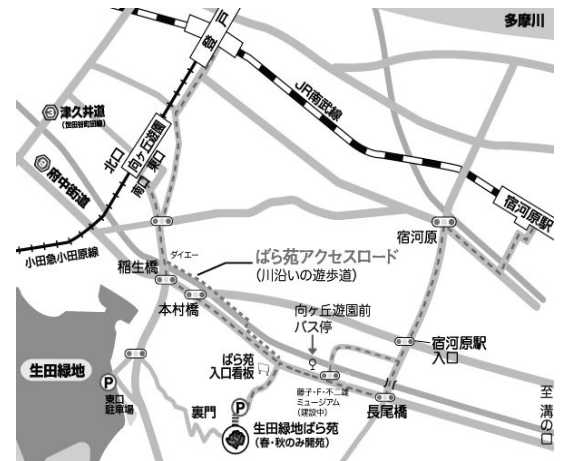 多摩川
登戸
JR南武線
3 津久井道
(世田谷町田線)
向ヶ丘遊園
北口
東口
南口
府中街道
小田急小田原線
宿河原駅
宿河原
ダイエー
ばら苑アクセスロード
(川沿いの遊歩道)
稲生橋
本村橋
向ヶ丘遊園前
バス停
宿河原駅
入口
ばら苑
入口看板
生田緑地
P
東口
駐車場
裏門
P
藤子・F・不二雄
ミュージアム
(建設中)
長尾橋
至 溝の口
生田緑地ばら苑
(春・秋のみ開苑)